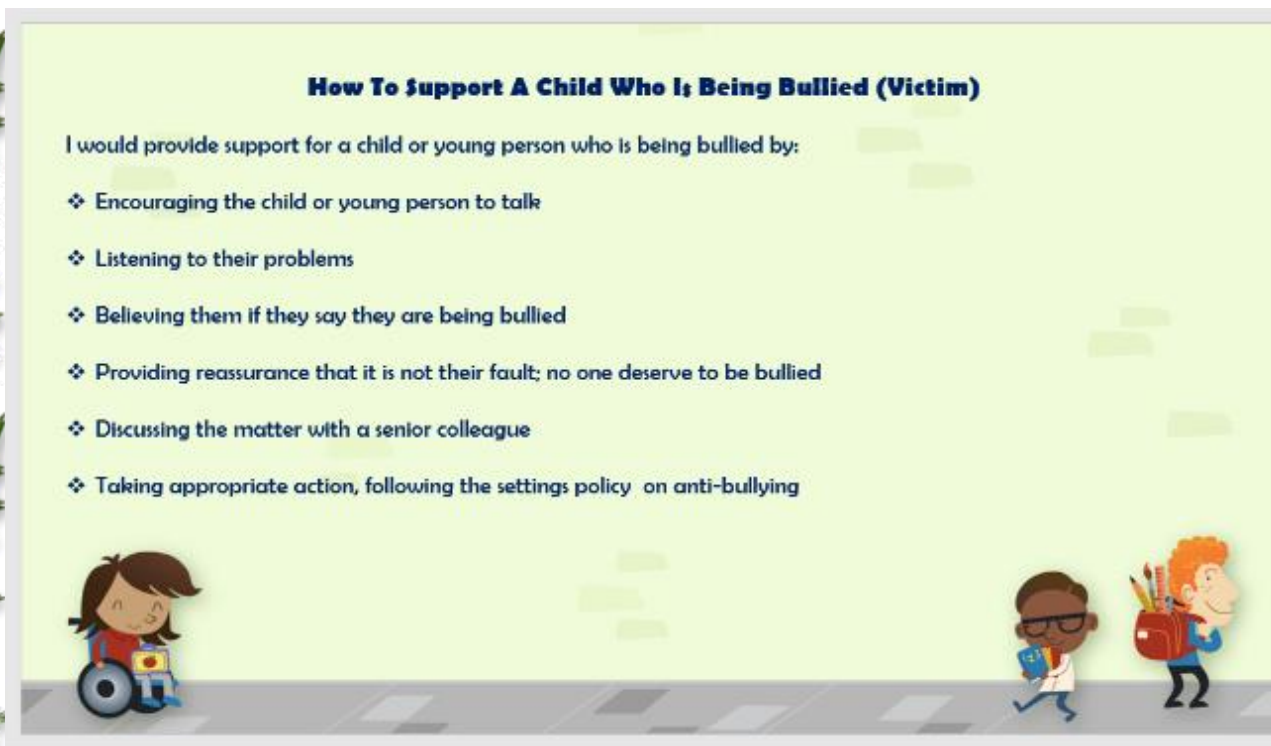 How To Support A Child Who Is Being Bullied (Victim)
I would provide support for a child or young person who is being bullied by:
❖ Encouraging the child or young person to talk
❖ Listening to their problems
❖ Believing them if they say they are being bullied
❖ Providing reassurance that it is not their fault; no one deserve to be bullied
❖ Discussing the matter with a senior colleague
❖ Taking appropriate action, following the settings policy on anti-bullying